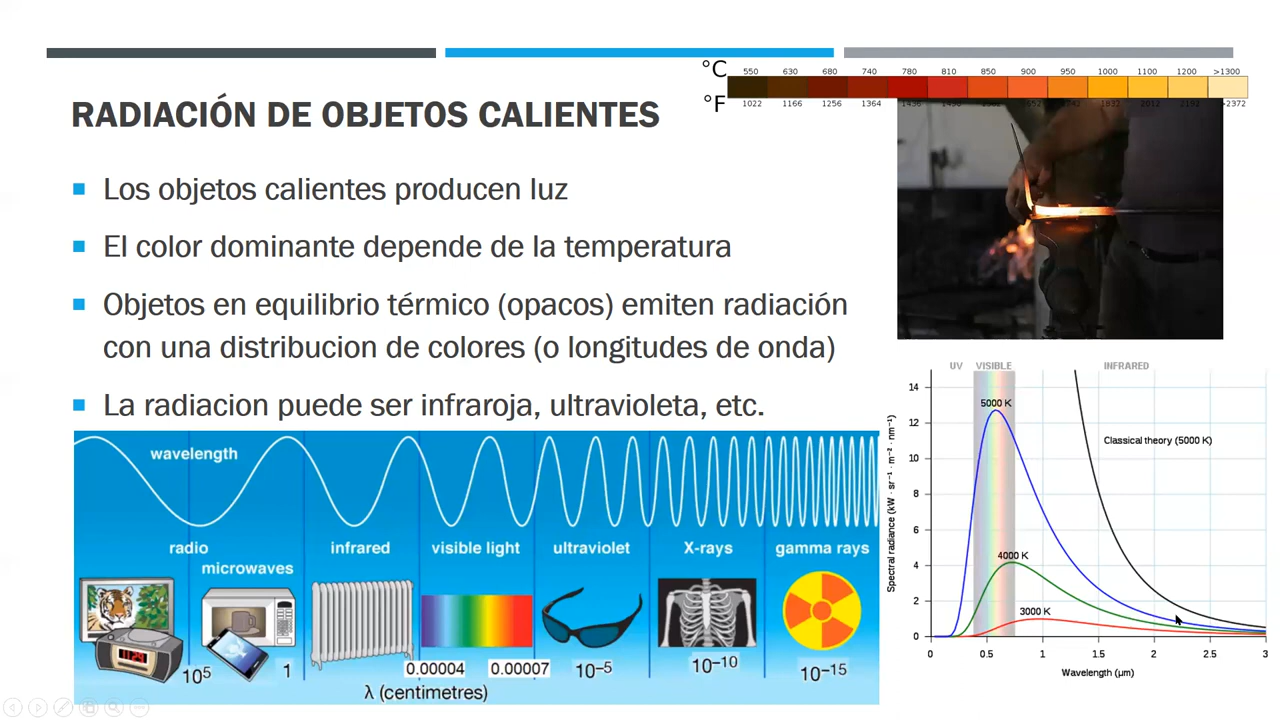 °C
550 630 680 740 780 810 850 900 950 1000 1100 1200 >1300
°F
1022 1166 1256 1364 1436 1832 2012 2192 >2372
RADIACIÓN DE OBJETOS CALIENTES
Los objetos calientes producen luz
El color dominante depende de la temperatura
Objetos en equilibrio térmico (opacos) emiten radiación
con una distribucion de colores (o longitudes de onda)
La radiacion puede ser infraroja, ultravioleta, etc.
wavelength
radio
microwaves
infrared
visible light
ultraviolet
X-rays
gamma rays
11:29
10⁵
1
0.00004
0.00007
10⁻⁵
10⁻¹⁰
10⁻¹⁵
λ (centimetres)
UV VISIBLE INFRARED
5000 K
Classical theory (5000 K)
4000 K
3000 K
Spectral radiance (kW · sr⁻¹ · m⁻² · nm⁻¹)
14
12
10
8
6
4
2
0
0 0.5 1 1.5 2 2.5 3
Wavelength (μm)